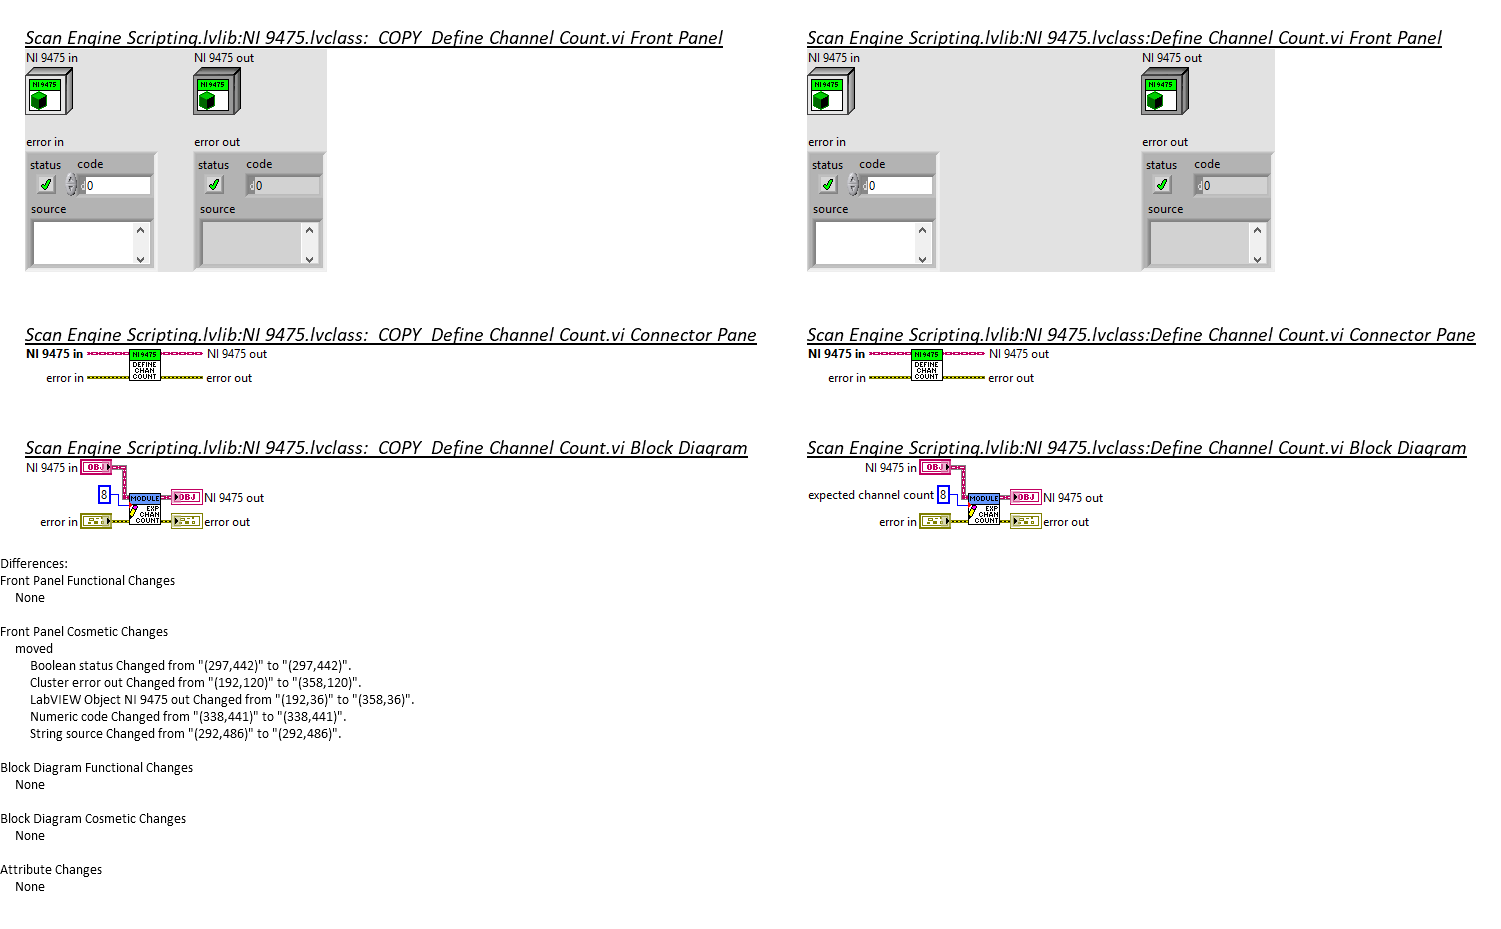 Scan Engine Scripting.lvlib:NI 9475.lvclass:_COPY_Define Channel Count.vi Front Panel
NI 9475 in
NI 9475 out
NI 9475
NI 9475
error in
error out
status code
status code
0
0
source
source
Scan Engine Scripting.lvlib:NI 9475.lvclass:Define Channel Count.vi Front Panel
NI 9475 in
NI 9475 out
NI 9475
NI 9475
error in
error out
status code
status code
0
0
source
source
Scan Engine Scripting.lvlib:NI 9475.lvclass:_COPY_Define Channel Count.vi Connector Pane
NI 9475 in
NI 9475
NI 9475 out
DEFINE
CHAN
COUNT
error in
error out
Scan Engine Scripting.lvlib:NI 9475.lvclass:Define Channel Count.vi Connector Pane
NI 9475 in
NI 9475
NI 9475 out
DEFINE
CHAN
COUNT
error in
error out
Scan Engine Scripting.lvlib:NI 9475.lvclass:_COPY_Define Channel Count.vi Block Diagram
NI 9475 in
OBJ
8
MODULE
OBJ
NI 9475 out
EXP
CHAN
COUNT
error in
error out
Scan Engine Scripting.lvlib:NI 9475.lvclass:Define Channel Count.vi Block Diagram
NI 9475 in
OBJ
expected channel count
8
MODULE
OBJ
NI 9475 out
EXP
CHAN
COUNT
error in
error out
Differences:
Front Panel Functional Changes
None
Front Panel Cosmetic Changes
moved
Boolean status Changed from "(297,442)" to "(297,442)".
Cluster error out Changed from "(192,120)" to "(358,120)".
LabVIEW Object NI 9475 out Changed from "(192,36)" to "(358,36)".
Numeric code Changed from "(338,441)" to "(338,441)".
String source Changed from "(292,486)" to "(292,486)".
Block Diagram Functional Changes
None
Block Diagram Cosmetic Changes
None
Attribute Changes
None